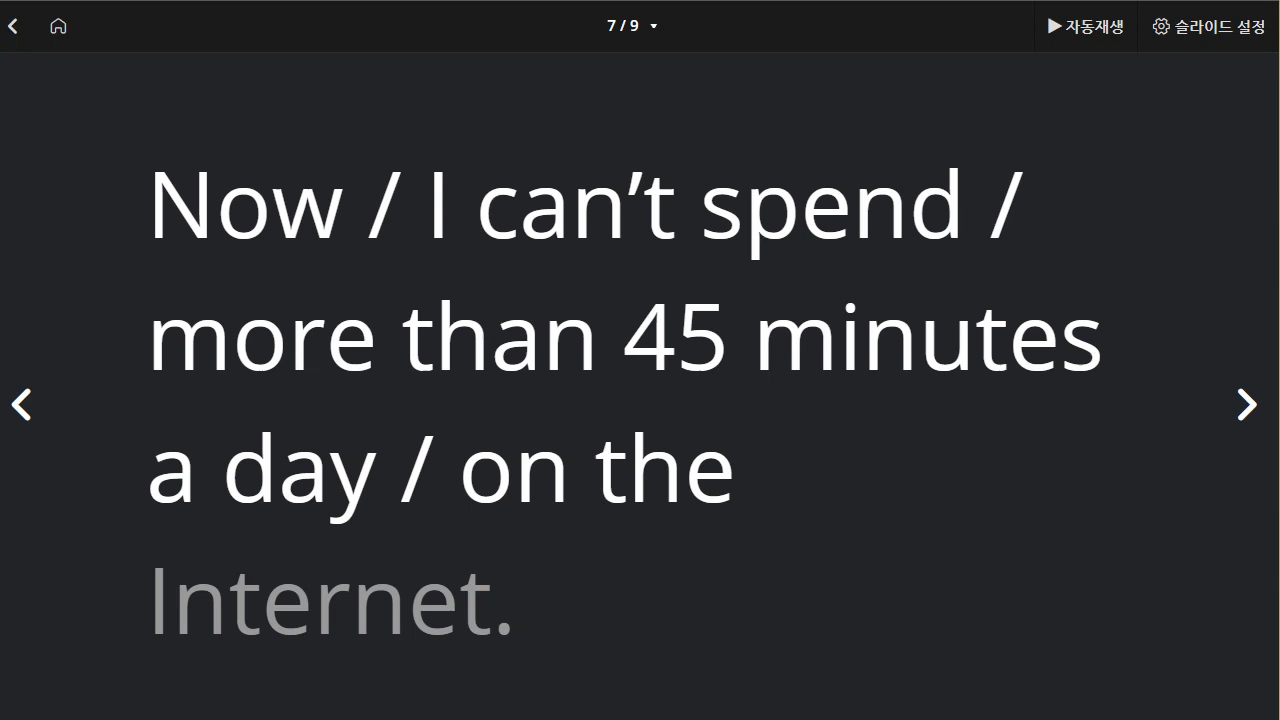 7 / 9
자동재생
슬라이드 설정
Now / I can’t spend /
more than 45 minutes
a day / on the
Internet.